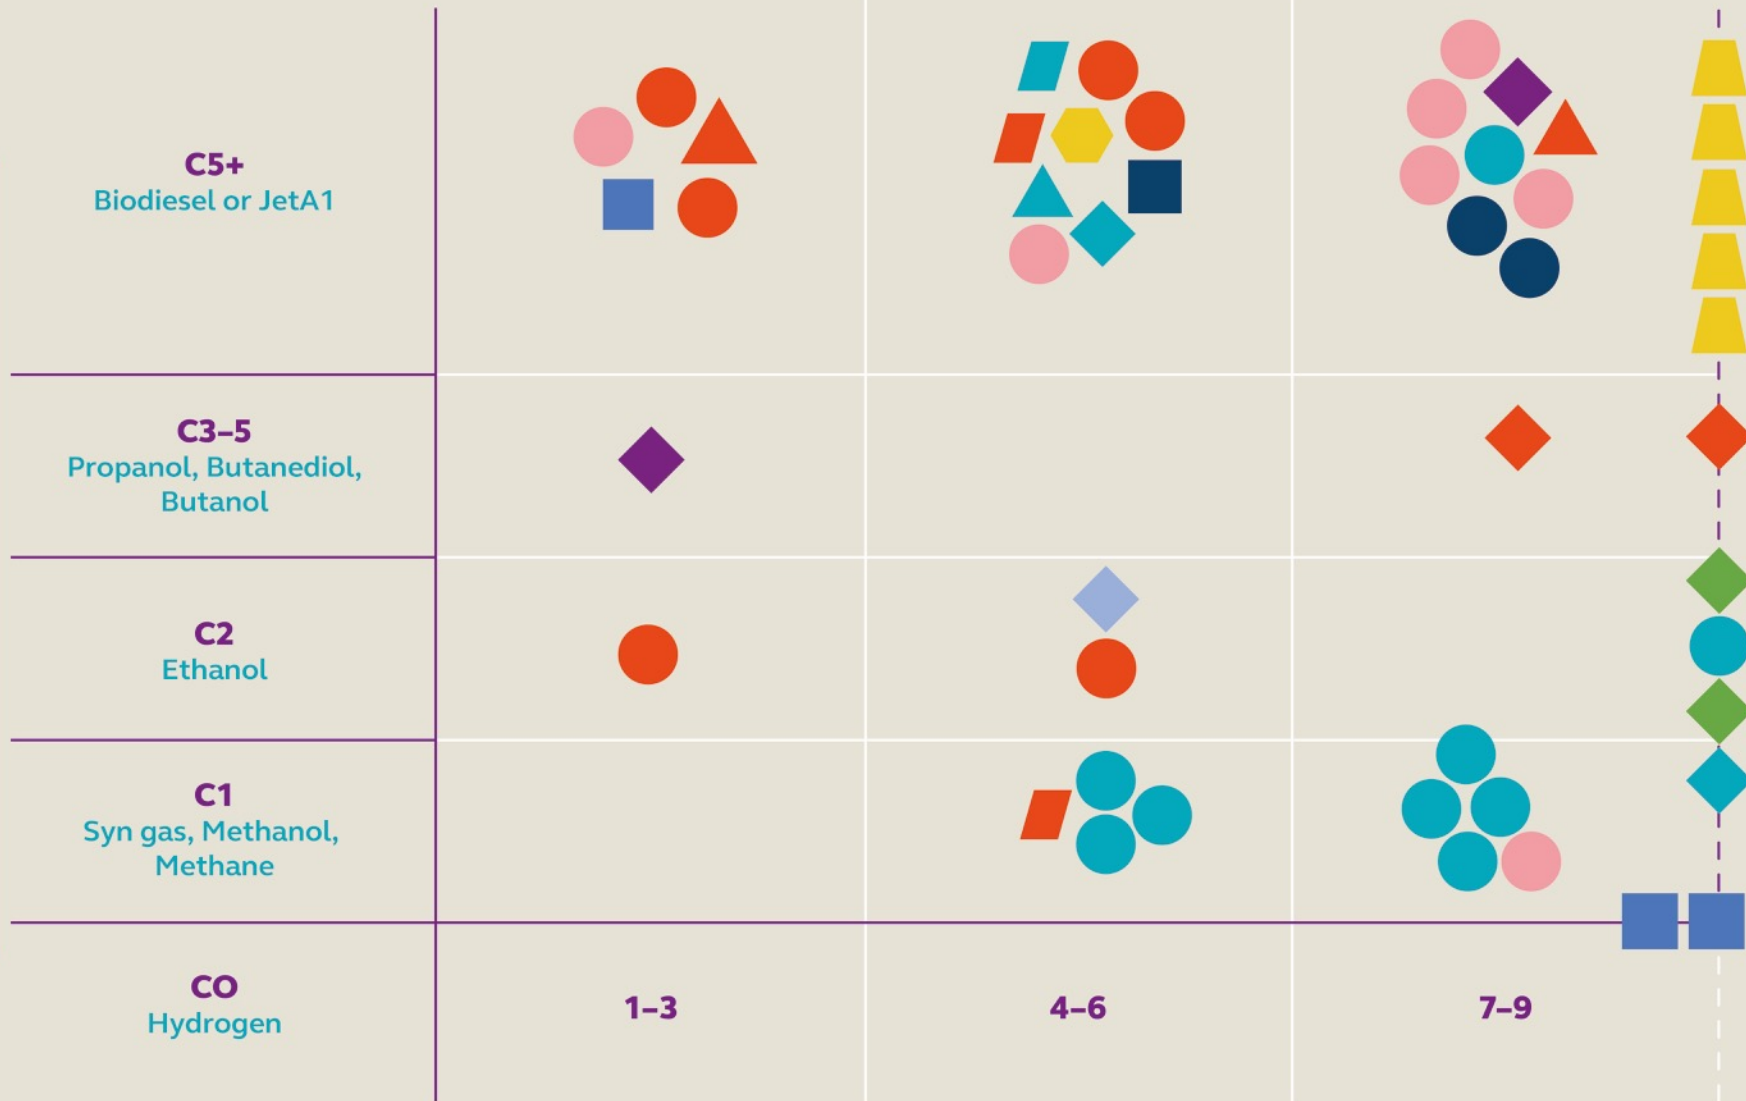 C5+
Biodiesel or JetA1
C3–5
Propanol, Butanediol,
Butanol
C2
Ethanol
C1
Syn gas, Methanol,
Methane
CO
Hydrogen
1–3
4–6
7–9